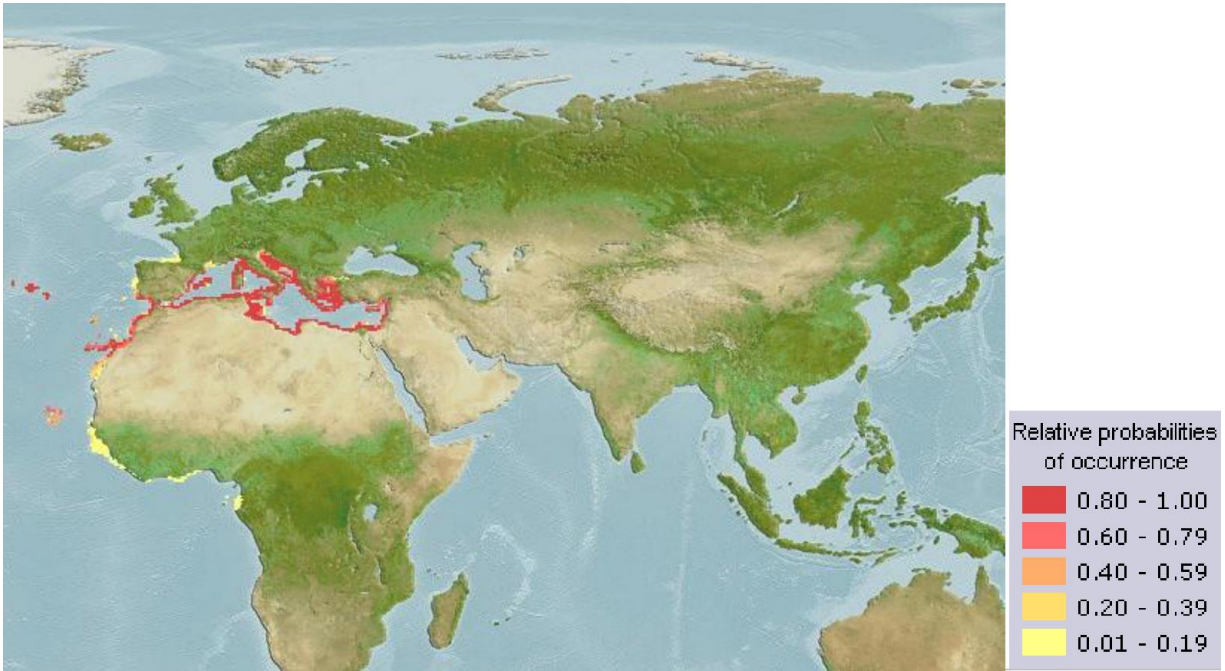 Relative probabilities
of occurrence
0.80 - 1.00
0.60 - 0.79
0.40 - 0.59
0.20 - 0.39
0.01 - 0.19